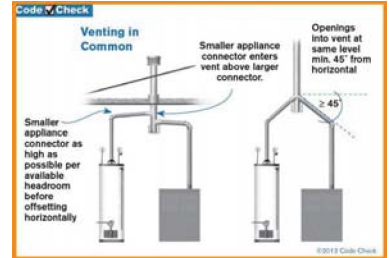 Code Check
Venting in
Common
Smaller appliance
connector enters
vent above larger
connector.
Openings
into vent at
same level
min. 45° from
horizontal
≥ 45°
Smaller
appliance
connector as
high as
possible per
available
headroom
before
offsetting
horizontally
©2012 Code Check